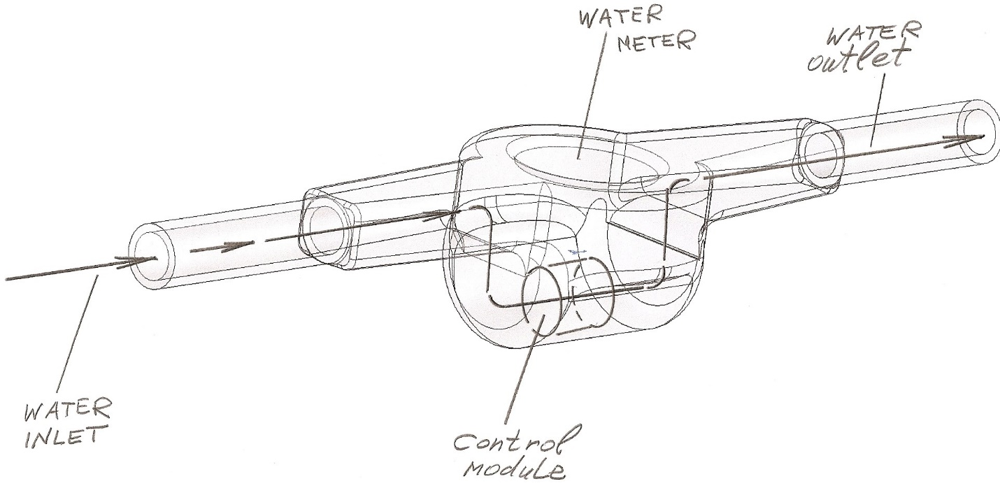 WATER
METER
WATER
outlet
WATER
INLET
Control
MODULE